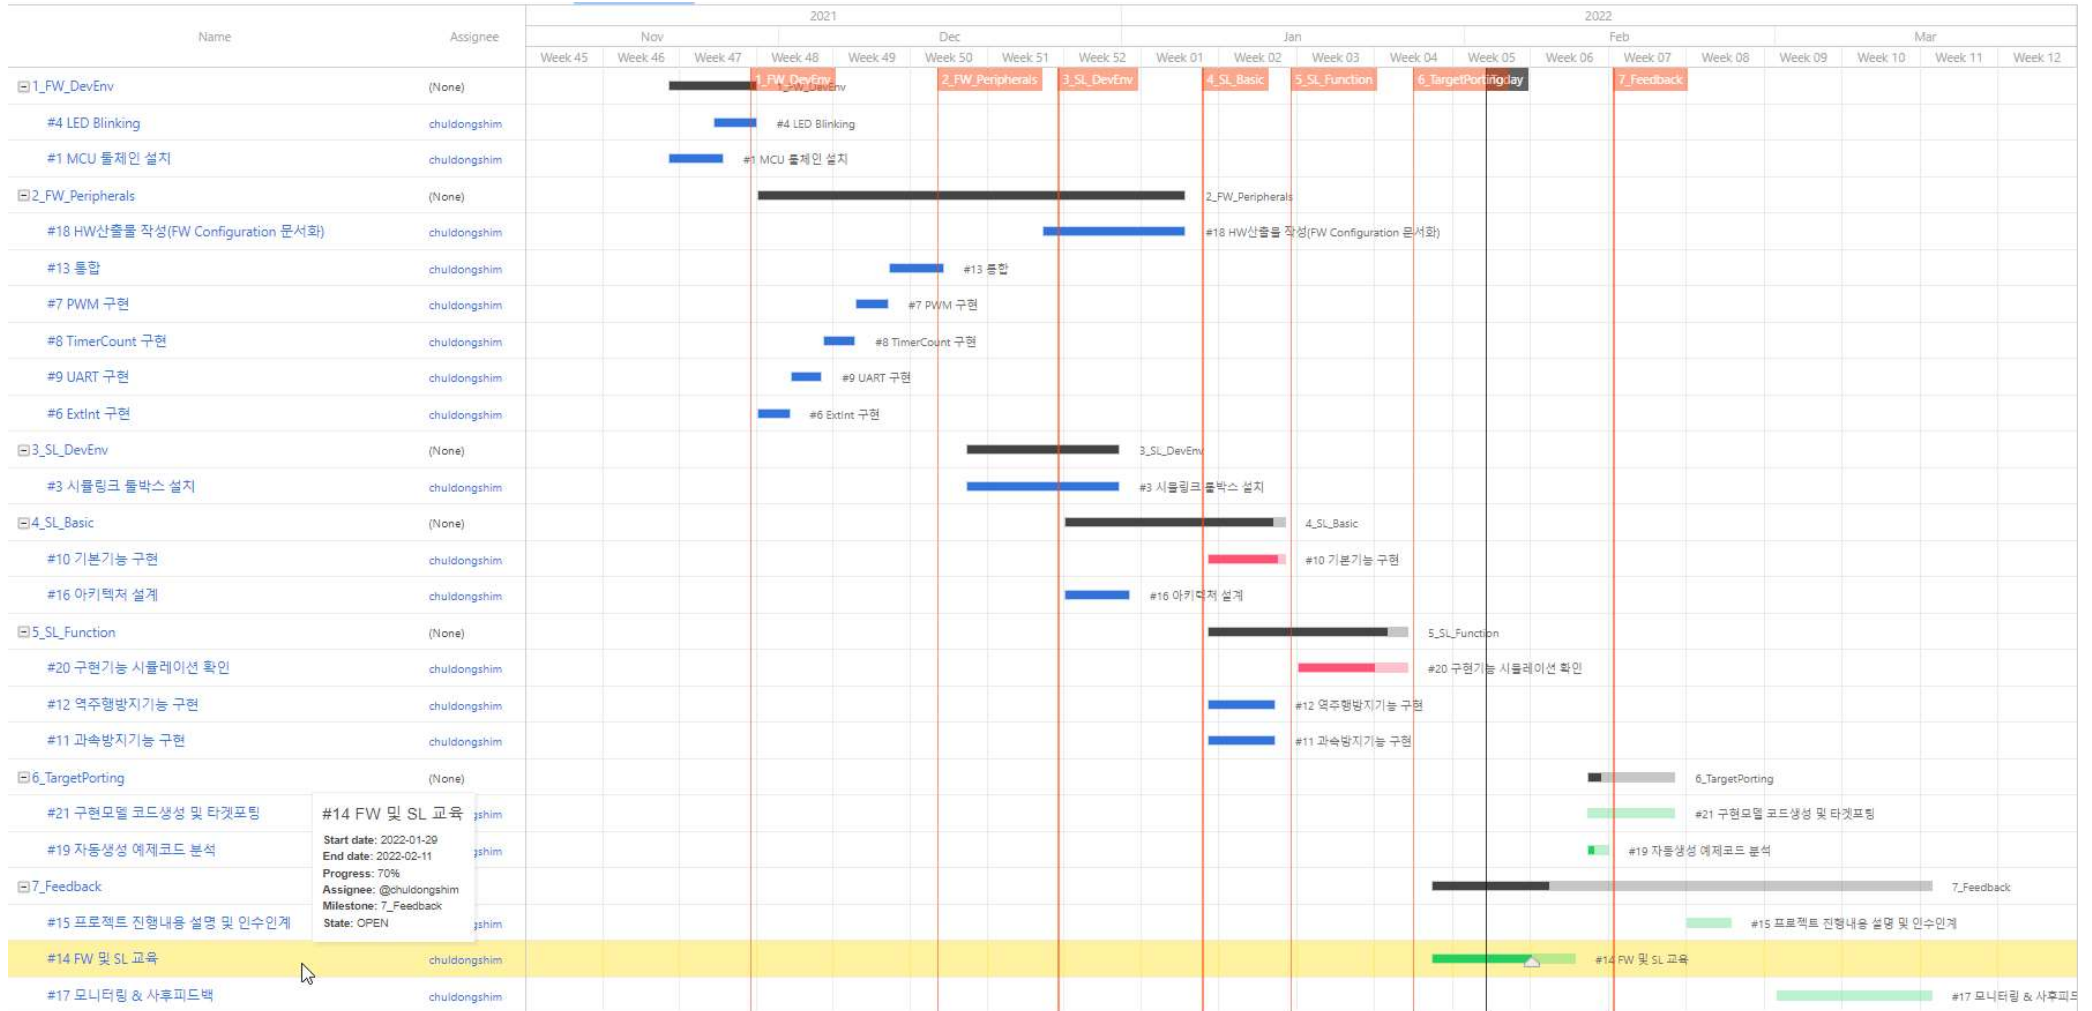 2021 2022
Name Assignee Nov Dec Jan Feb Mar
Week 45 Week 46 Week 47 Week 48 Week 49 Week 50 Week 51 Week 52 Week 01 Week 02 Week 03 Week 04 Week 05 Week 06 Week 07 Week 08 Week 09 Week 10 Week 11 Week 12
1_FW_DevEnv 2_FW_Peripherals 3_SL_DevEnv 4_SL_Basic 5_SL_Function 6_TargetPorting 7_Feedback
1_FW_DevEnv (None) 1_FW_DevEnv
#4 LED Blinking chuldongshim #4 LED Blinking
#1 MCU 툴체인 설치 chuldongshim #1 MCU 툴체인 설치
2_FW_Peripherals (None) 2_FW_Peripherals
#18 HW산출물 작성(FW Configuration 문서화) chuldongshim #18 HW산출물 작성(FW Configuration 문서화)
#13 통합 chuldongshim #13 통합
#7 PWM 구현 chuldongshim #7 PWM 구현
#8 TimerCount 구현 chuldongshim #8 TimerCount 구현
#9 UART 구현 chuldongshim #9 UART 구현
#6 ExtInt 구현 chuldongshim #6 ExtInt 구현
3_SL_DevEnv (None) 3_SL_DevEnv
#3 시뮬링크 툴박스 설치 chuldongshim #3 시뮬링크 툴박스 설치
4_SL_Basic (None) 4_SL_Basic
#10 기본기능 구현 chuldongshim #10 기본기능 구현
#16 아키텍처 설계 chuldongshim #16 아키텍처 설계
5_SL_Function (None) 5_SL_Function
#20 구현기능 시뮬레이션 확인 chuldongshim #20 구현기능 시뮬레이션 확인
#12 역주행방지기능 구현 chuldongshim #12 역주행방지기능 구현
#11 과속방지기능 구현 chuldongshim #11 과속방지기능 구현
6_TargetPorting (None) 6_TargetPorting
#21 구현모델 코드생성 및 타겟포팅 #21 구현모델 코드생성 및 타겟포팅
#19 자동생성 예제코드 분석 #19 자동생성 예제코드 분석
7_Feedback 7_Feedback
#15 프로젝트 진행내용 설명 및 인수인계 #15 프로젝트 진행내용 설명 및 인수인계
#14 FW 및 SL 교육 chuldongshim #14 FW 및 SL 교육
#17 모니터링 & 사후피드백 chuldongshim #17 모니터링 & 사후피드
#14 FW 및 SL 교육
Start date: 2022-01-29
End date: 2022-02-11
Progress: 70%
Assignee: @chuldongshim
Milestone: 7_Feedback
State: OPEN